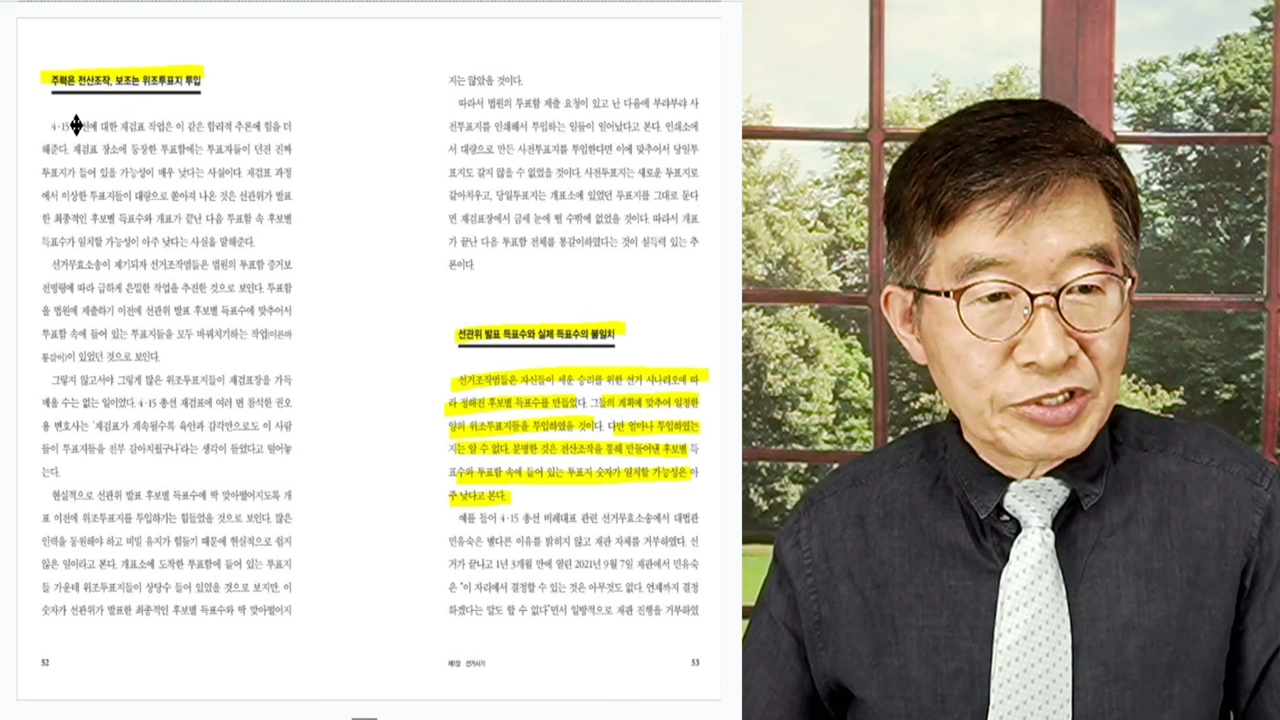 주력은 전산조작, 보조는 위조투표지 투입
4·15 선에 대한 재검표 작업은 이 같은 합리적 추론에 힘을 더
해준다. 재검표 장소에 등장한 투표함에는 투표자들이 던진 진짜
투표지가 들어 있을 가능성이 매우 낮다는 사실이다. 재검표 과정
에서 이상한 투표지들이 대량으로 쏟아져 나온 것은 선관위가 발표
한 최종적인 후보별 득표수와 개표가 끝난 다음 투표함 속 후보별
득표수가 일치할 가능성이 아주 낮다는 사실을 말해준다.
선거무효소송이 제기되자 선거조작범들은 법원의 투표함 증거보
전명령에 따라 급하게 은밀한 작업을 추진한 것으로 보인다. 투표함
을 법원에 제출하기 이전에 선관위 발표 후보별 득표수에 맞추어서
투표함 속에 들어 있는 투표지들을 모두 바꿔치기하는 작업(이른바
통갈이)이 있었던 것으로 보인다.
그렇지 않고서야 그렇게 많은 위조투표지들이 재검표장을 가득
메울 수는 없는 일이었다. 4·15 총선 재검표에 여러 번 참석한 권오
용 변호사는 '재검표가 계속될수록 육안과 감각만으로도 이 사람
들이 투표지들을 전부 갈아치웠구나'라는 생각이 들었다고 털어놓
는다.
현실적으로 선관위 발표 후보별 득표수에 딱 맞아떨어지도록 개
표 이전에 위조투표지를 투입하기는 힘들었을 것으로 보인다. 많은
인력을 동원해야 하고 비밀 유지가 힘들기 때문에 현실적으로 쉽지
않은 일이라고 본다. 개표소에 도착한 투표함에 들어 있는 투표지
들 가운데 위조투표지들이 상당수 들어 있었을 것으로 보지만, 이
숫자가 선관위가 발표한 최종적인 후보별 득표수와 딱 맞아떨어지
52
지는 않았을 것이다.
따라서 법원의 투표함 제출 요청이 있고 난 다음에 부랴부랴 사
전투표지를 인쇄해서 투입하는 일들이 일어났다고 본다. 인쇄소에
서 대량으로 만든 사전투표지를 투입한다면 이에 맞추어서 당일투
표지도 갈지 않을 수 없었을 것이다. 사전투표지는 새로운 투표지로
갈아치우고, 당일투표지는 개표소에 있었던 투표지를 그대로 둔다
면 재검표장에서 금세 눈에 띌 수밖에 없었을 것이다. 따라서 개표
가 끝난 다음 투표함 전체를 통갈이하였다는 것이 설득력 있는 추
론이다.
선관위 발표 득표수와 실제 득표수의 불일치
선거조작범들은 자신들이 세운 승리를 위한 선거 시나리오에 따
라 정해진 후보별 득표수를 만들었다. 그들의 계획에 맞추어 일정한
양의 위조투표지들을 투입하였을 것이다. 다만 얼마나 투입하였는
지는 알 수 없다. 분명한 것은 전산조작을 통해 만들어낸 후보별 득
표수와 투표함 속에 들어 있는 투표지 숫자가 일치할 가능성은 아
주 낮다고 본다.
예를 들어 4·15 총선 비례대표 관련 선거무효소송에서 대법관
민유숙은 별다른 이유를 밝히지 않고 재판 자체를 거부하였다. 선
거가 끝나고 1년 3개월 만에 열린 2021년 9월 7일 재판에서 민유숙
은 "이 자리에서 결정할 수 있는 것은 아무것도 없다. 언제까지 결정
하겠다는 말도 할 수 없다"면서 일방적으로 재판 진행을 거부하였
제1장 선거사기
53